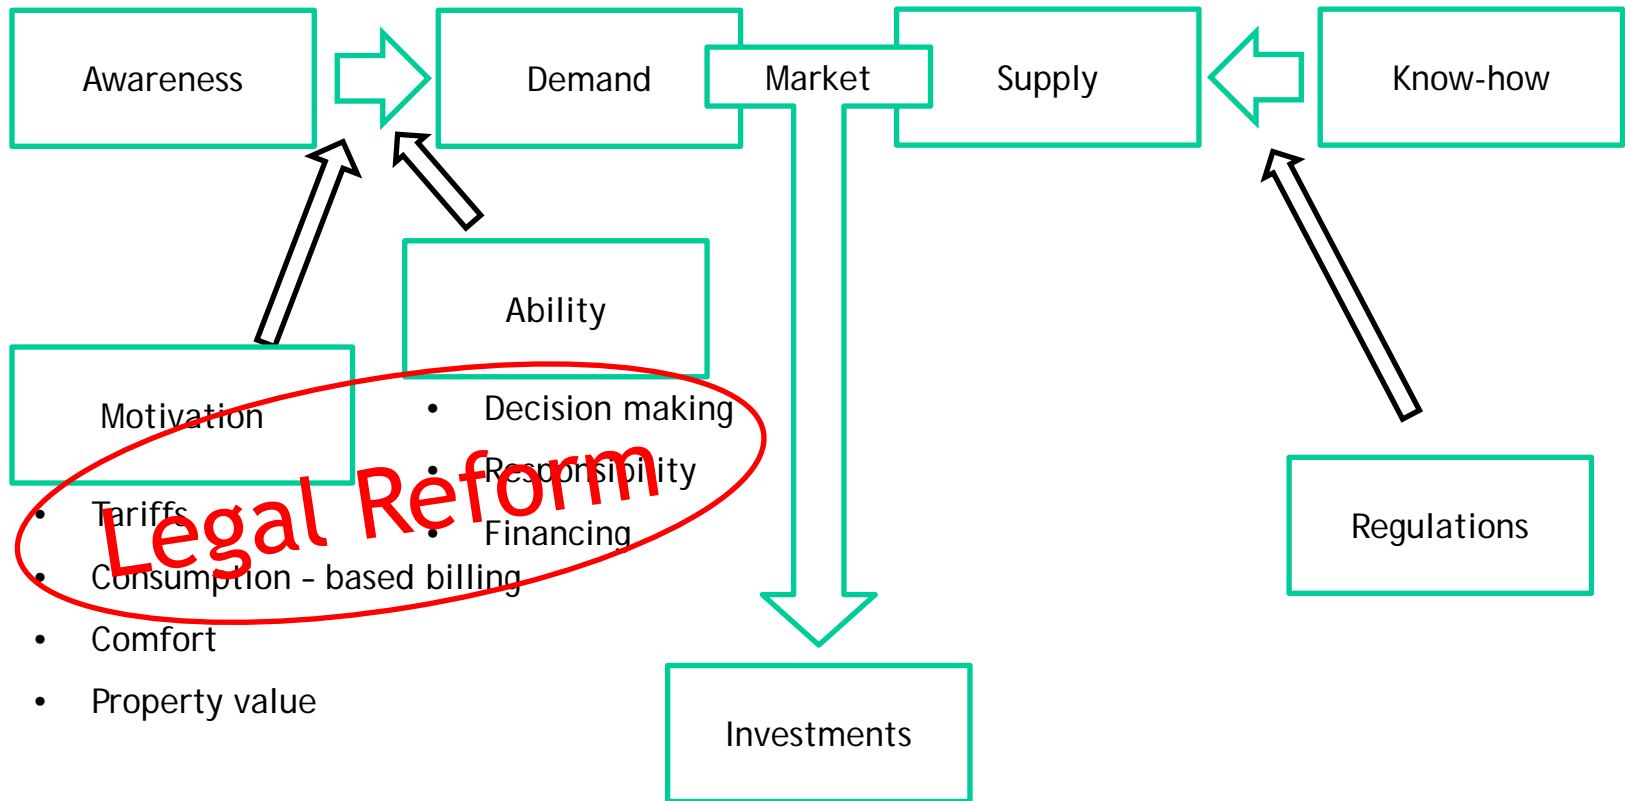 Awareness
Demand
Market
Supply
Know-how
Ability
• Decision making
• Responsibility
• Financing
Motivation
• Tariffs
• Consumption – based billing
• Comfort
• Property value
Legal Reform
Regulations
Investments